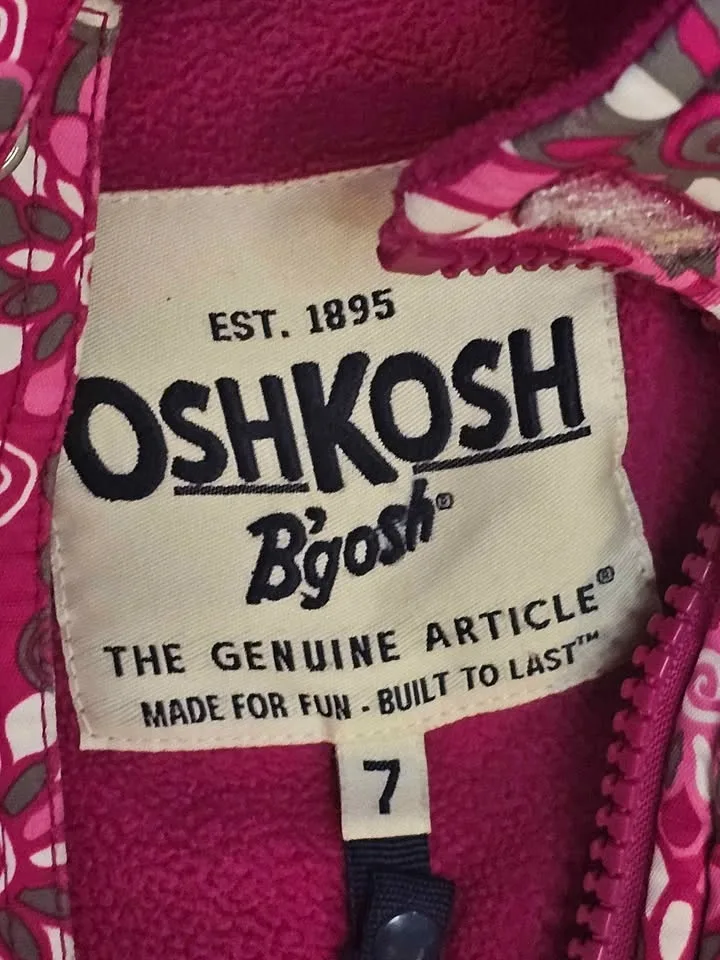 EST. 1895
OSHKOSH
B'gosh®
THE GENUINE ARTICLE®
MADE FOR FUN - BUILT TO LAST™
7